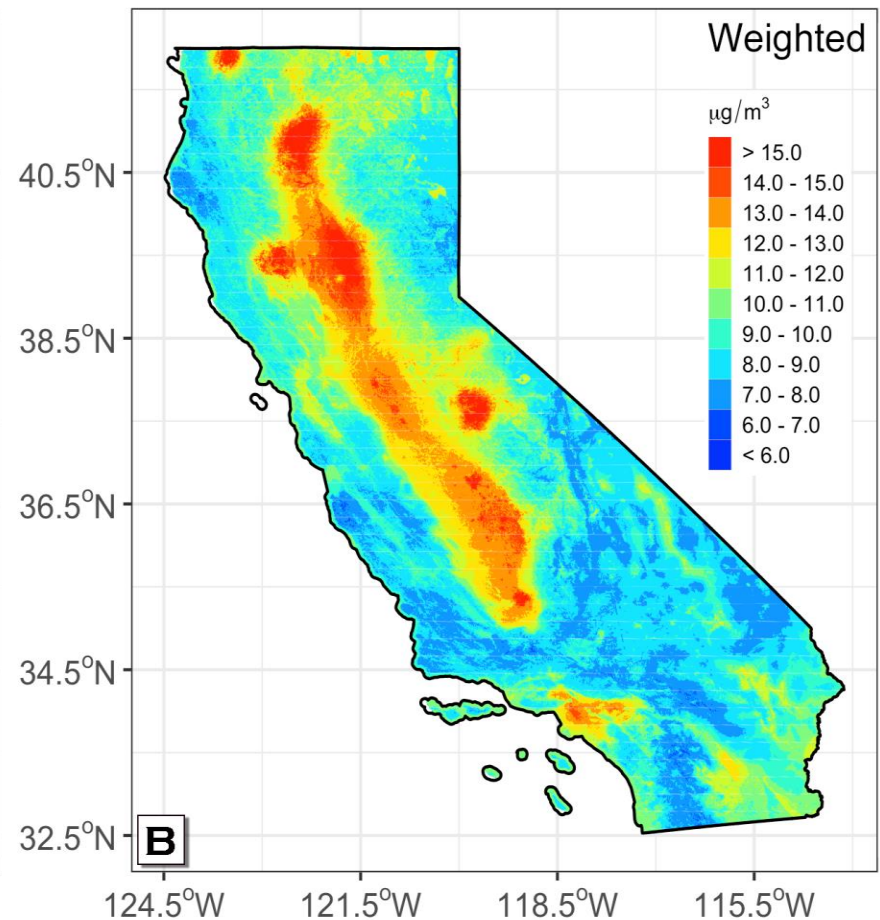 Weighted
μg/m³
> 15.0
14.0 - 15.0
13.0 - 14.0
12.0 - 13.0
11.0 - 12.0
10.0 - 11.0
9.0 - 10.0
8.0 - 9.0
7.0 - 8.0
6.0 - 7.0
< 6.0
40.5°N
38.5°N
36.5°N
34.5°N
32.5°N
B
124.5°W 121.5°W 118.5°W 115.5°W